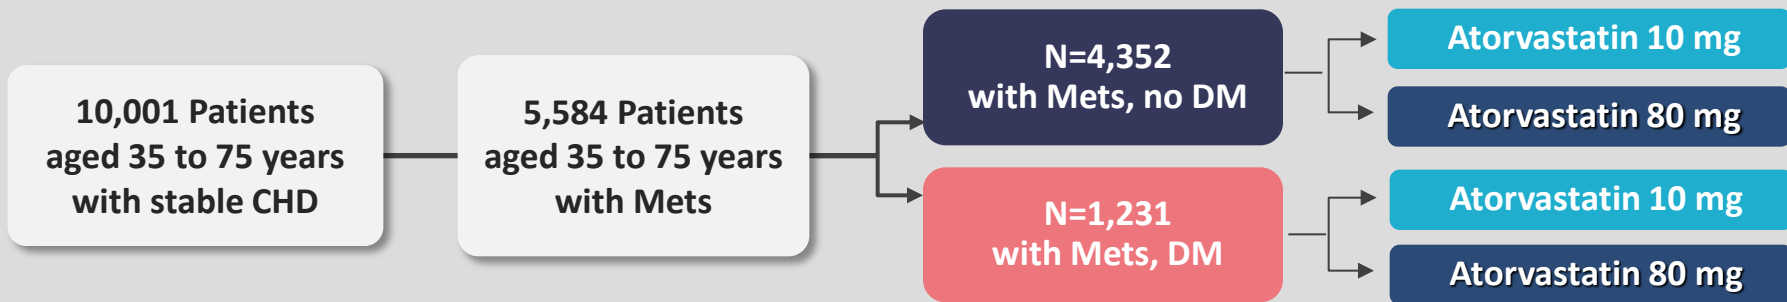 10,001 Patients
aged 35 to 75 years
with stable CHD
5,584 Patients
aged 35 to 75 years
with Mets
N=4,352
with Mets, no DM
Atorvastatin 10 mg
Atorvastatin 80 mg
N=1,231
with Mets, DM
Atorvastatin 10 mg
Atorvastatin 80 mg